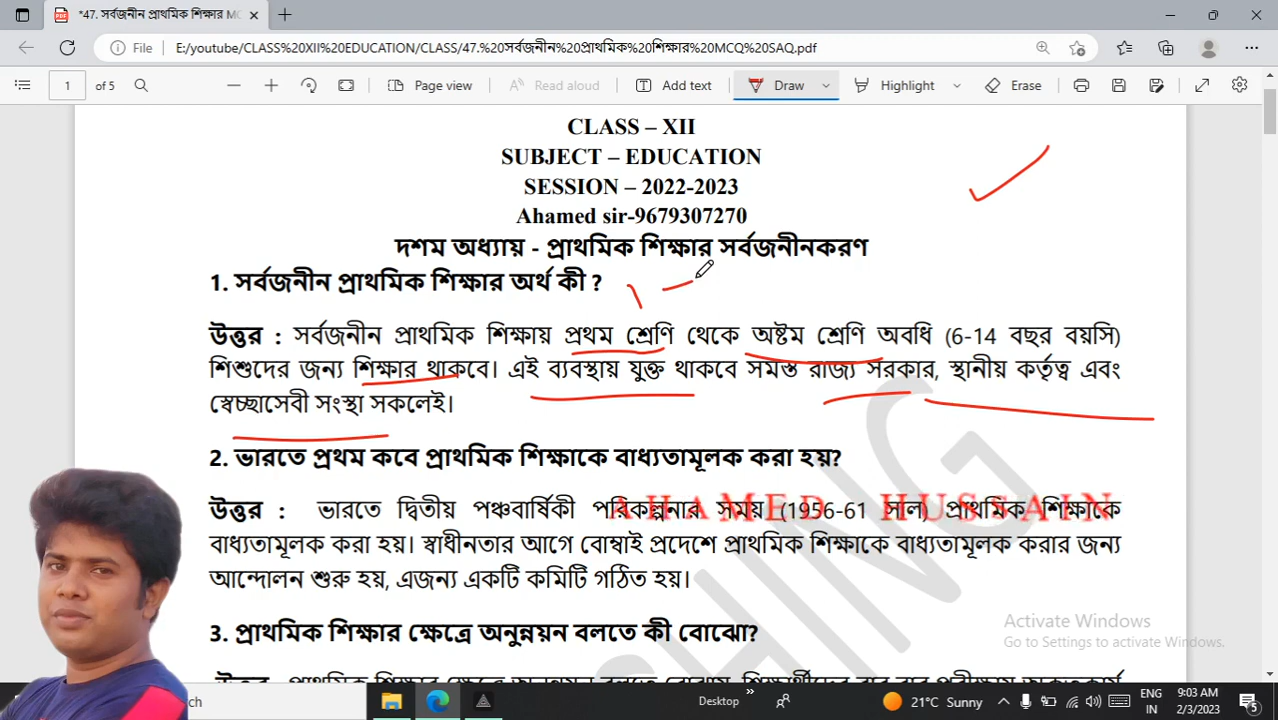 *47. সর্বজনীন প্রাথমিক শিক্ষার MC
File E:/youtube/CLASS%20XII%20EDUCATION/CLASS/47.%20সর্বজনীন%20প্রাথমিক%20শিক্ষার%20MCQ%20SAQ.pdf
1 of 5 Page view Read aloud Add text Draw Highlight Erase
CLASS – XII
SUBJECT – EDUCATION
SESSION – 2022-2023
Ahamed sir-9679307270
দশম অধ্যায় - প্রাথমিক শিক্ষার সর্বজনীনকরণ
1. সর্বজনীন প্রাথমিক শিক্ষার অর্থ কী ?
উত্তর : সর্বজনীন প্রাথমিক শিক্ষায় প্রথম শ্রেণি থেকে অষ্টম শ্রেণি অবধি (6-14 বছর বয়সি)
শিশুদের জন্য শিক্ষার থাকবে। এই ব্যবস্থায় যুক্ত থাকবে সমস্ত রাজ্য সরকার, স্থানীয় কর্তৃত্ব এবং
স্বেচ্ছাসেবী সংস্থা সকলেই।
2. ভারতে প্রথম কবে প্রাথমিক শিক্ষাকে বাধ্যতামূলক করা হয়?
উত্তর : ভারতে দ্বিতীয় পঞ্চবার্ষিকী পরিকল্পনার সময় (1956-61 সাল) প্রাথমিক শিক্ষাকে
AHAMED HUSSAIN
বাধ্যতামূলক করা হয়। স্বাধীনতার আগে বোম্বাই প্রদেশে প্রাথমিক শিক্ষাকে বাধ্যতামূলক করার জন্য
আন্দোলন শুরু হয়, এজন্য একটি কমিটি গঠিত হয়।
Activate Windows
Go to Settings to activate Windows.
3. প্রাথমিক শিক্ষার ক্ষেত্রে অনুন্নয়ন বলতে কী বোঝো?
Desktop 21°C Sunny ENG 9:03 AM
IN 2/3/2023 5